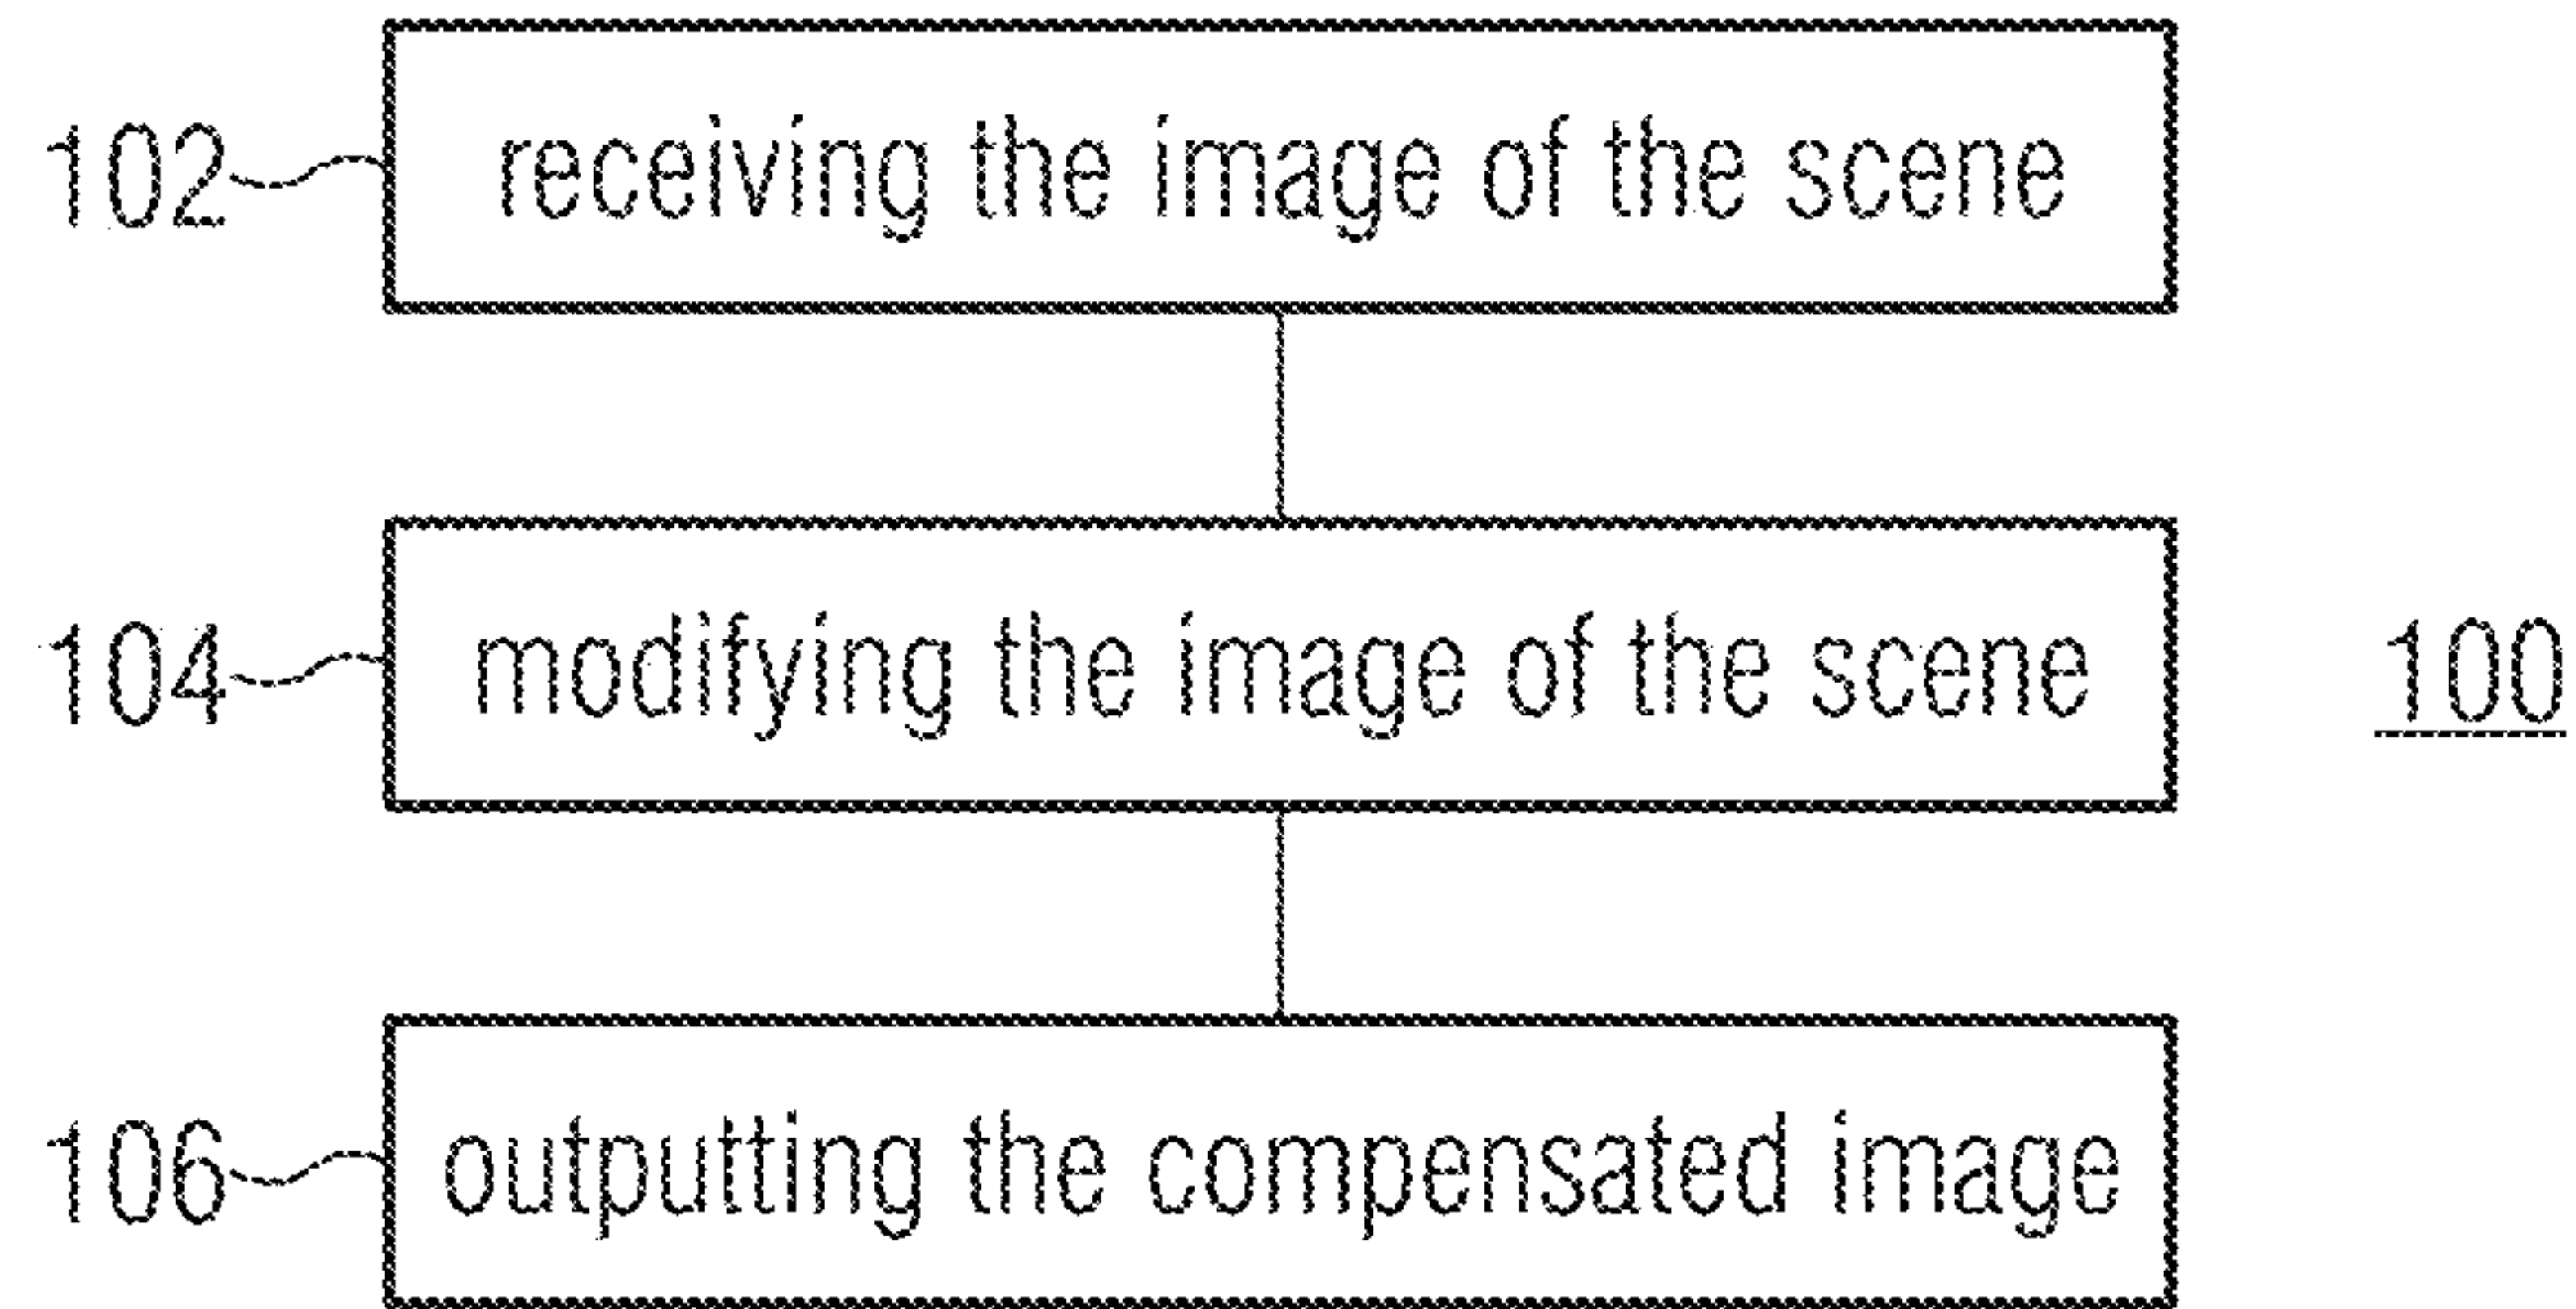 102 receiving the image of the scene
104 modifying the image of the scene 100
106 outputting the compensated image